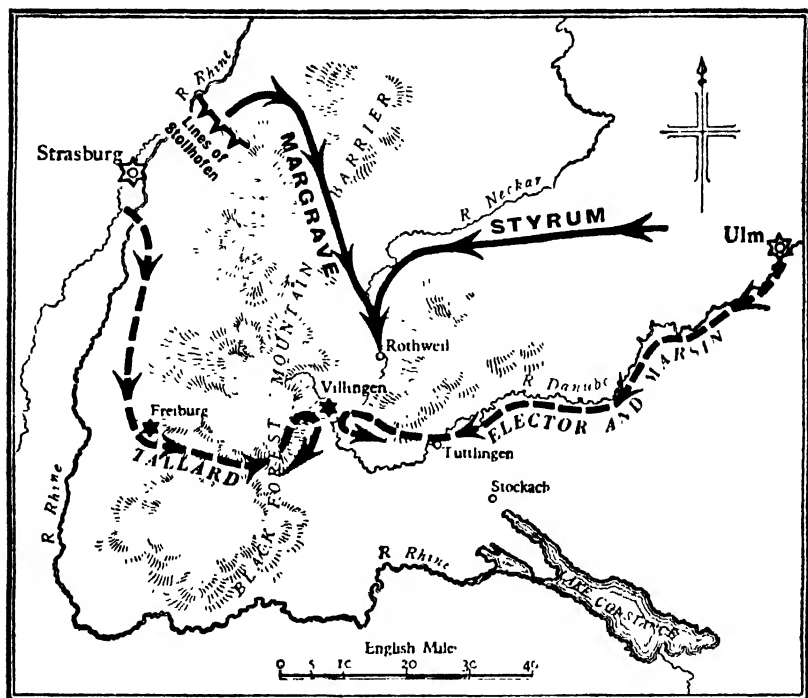 R Rhine
Lines of
Stollhofen
Strasburg
MARGRAVE
BARRIER
R Neckar
STYRUM
Ulm
Rothweil
BLACK FOREST MOUNTAIN
Villingen
R Danube
ELECTOR AND MARSIN
Freiburg
TALLARD
Tuttlingen
Stockach
R Rhine
R Rhine
LAKE CONSTANCE
English Mile
0 5 10 20 30 40